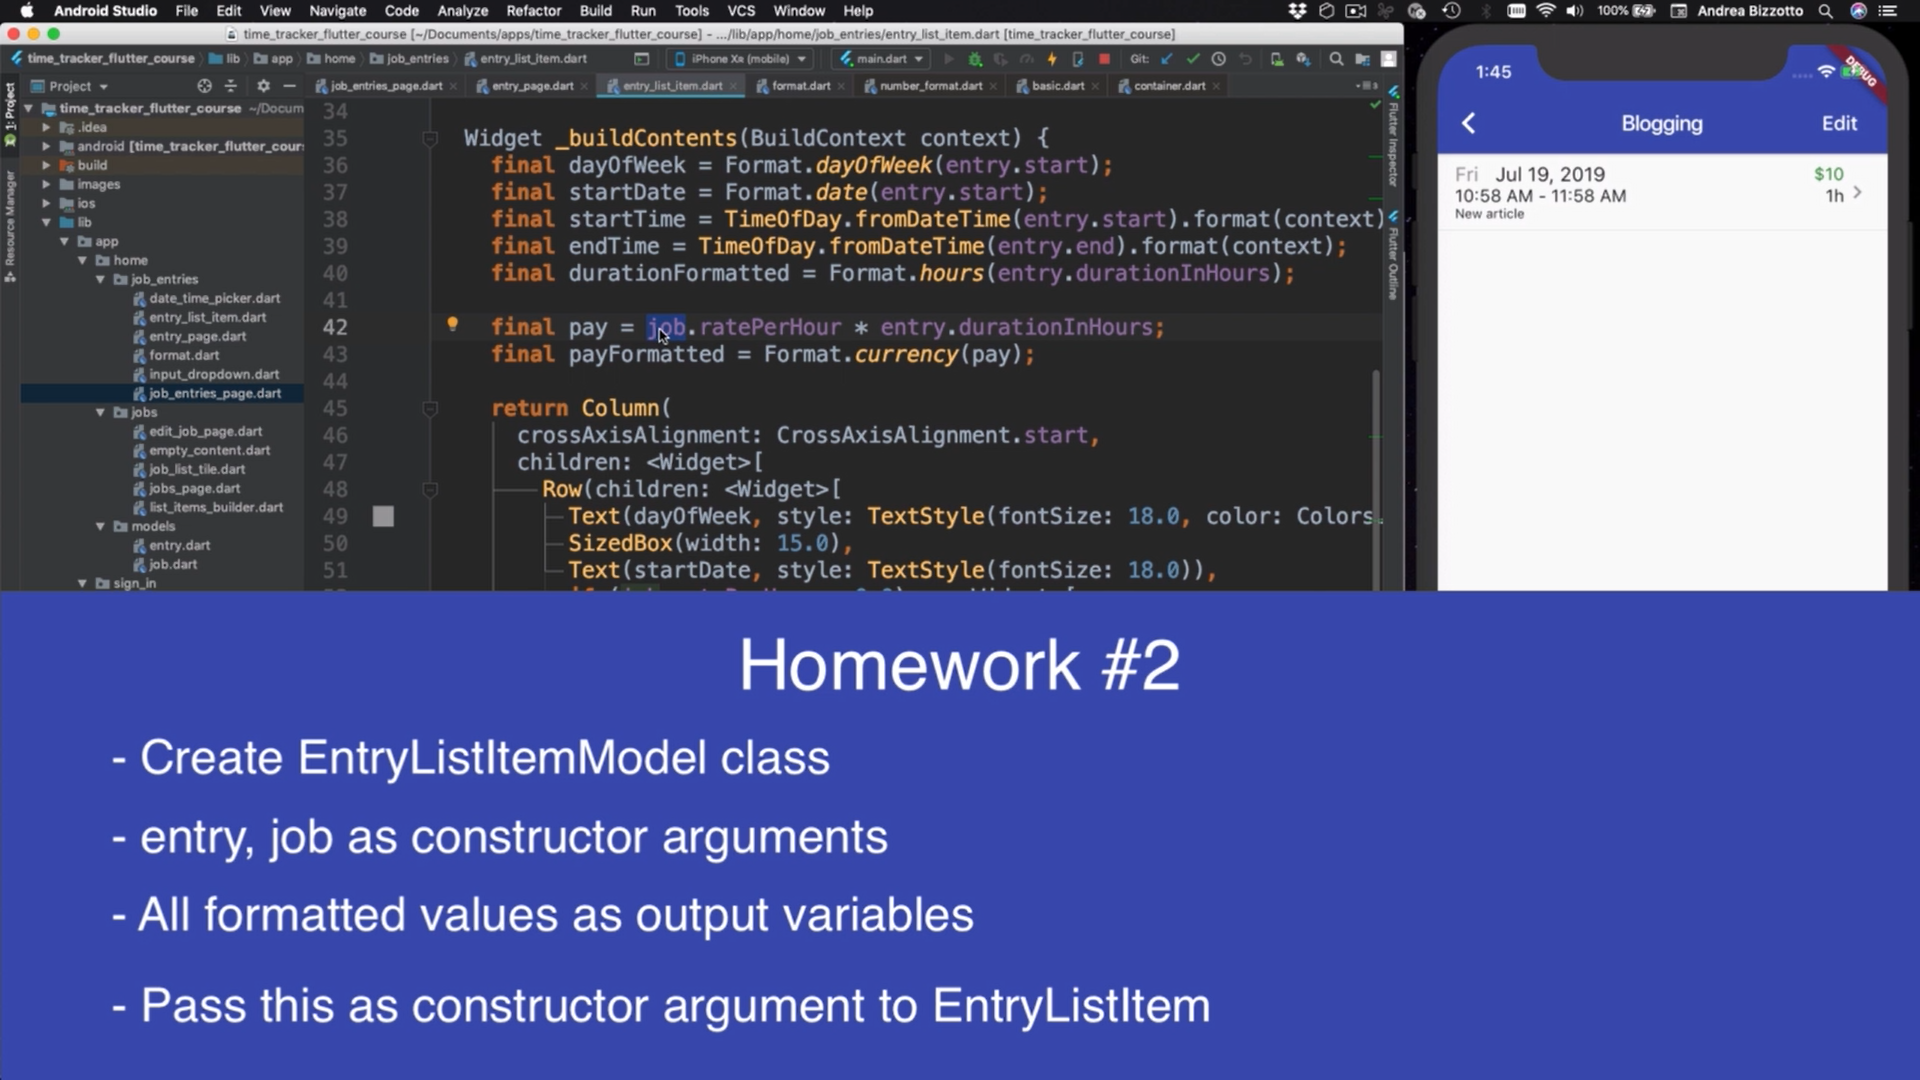 Android Studio File Edit View Navigate Code Analyze Refactor Build Run Tools VCS Window Help 100% Andrea Bizzotto
time_tracker_flutter_course [~/Documents/apps/time_tracker_flutter_course] - .../lib/app/home/job_entries/entry_list_item.dart [time_tracker_flutter_course]
time_tracker_flutter_course lib app home job_entries entry_list_item.dart iPhone Xʀ (mobile) main.dart Git:
1: Project
Resource Manager
Project
job_entries_page.dart entry_page.dart entry_list_item.dart format.dart number_format.dart basic.dart container.dart
time_tracker_flutter_course ~/Docum
.idea
android [time_tracker_flutter_cour
build
images
ios
lib
app
home
job_entries
date_time_picker.dart
entry_list_item.dart
entry_page.dart
format.dart
input_dropdown.dart
job_entries_page.dart
jobs
edit_job_page.dart
empty_content.dart
job_list_tile.dart
jobs_page.dart
list_items_builder.dart
models
entry.dart
job.dart
sign_in
34
35 Widget _buildContents(BuildContext context) {
36 final dayOfWeek = Format.dayOfWeek(entry.start);
37 final startDate = Format.date(entry.start);
38 final startTime = TimeOfDay.fromDateTime(entry.start).format(context)
39 final endTime = TimeOfDay.fromDateTime(entry.end).format(context);
40 final durationFormatted = Format.hours(entry.durationInHours);
41
42 final pay = job.ratePerHour * entry.durationInHours;
43 final payFormatted = Format.currency(pay);
44
45 return Column(
46 crossAxisAlignment: CrossAxisAlignment.start,
47 children: <Widget>[
48 Row(children: <Widget>[
49 Text(dayOfWeek, style: TextStyle(fontSize: 18.0, color: Colors.
50 SizedBox(width: 15.0),
51 Text(startDate, style: TextStyle(fontSize: 18.0)),
Flutter Inspector
Flutter Outline
1:45
DEBUG
Blogging Edit
Fri Jul 19, 2019 $10
10:58 AM - 11:58 AM 1h
New article
Homework #2
- Create EntryListItemModel class
- entry, job as constructor arguments
- All formatted values as output variables
- Pass this as constructor argument to EntryListItem